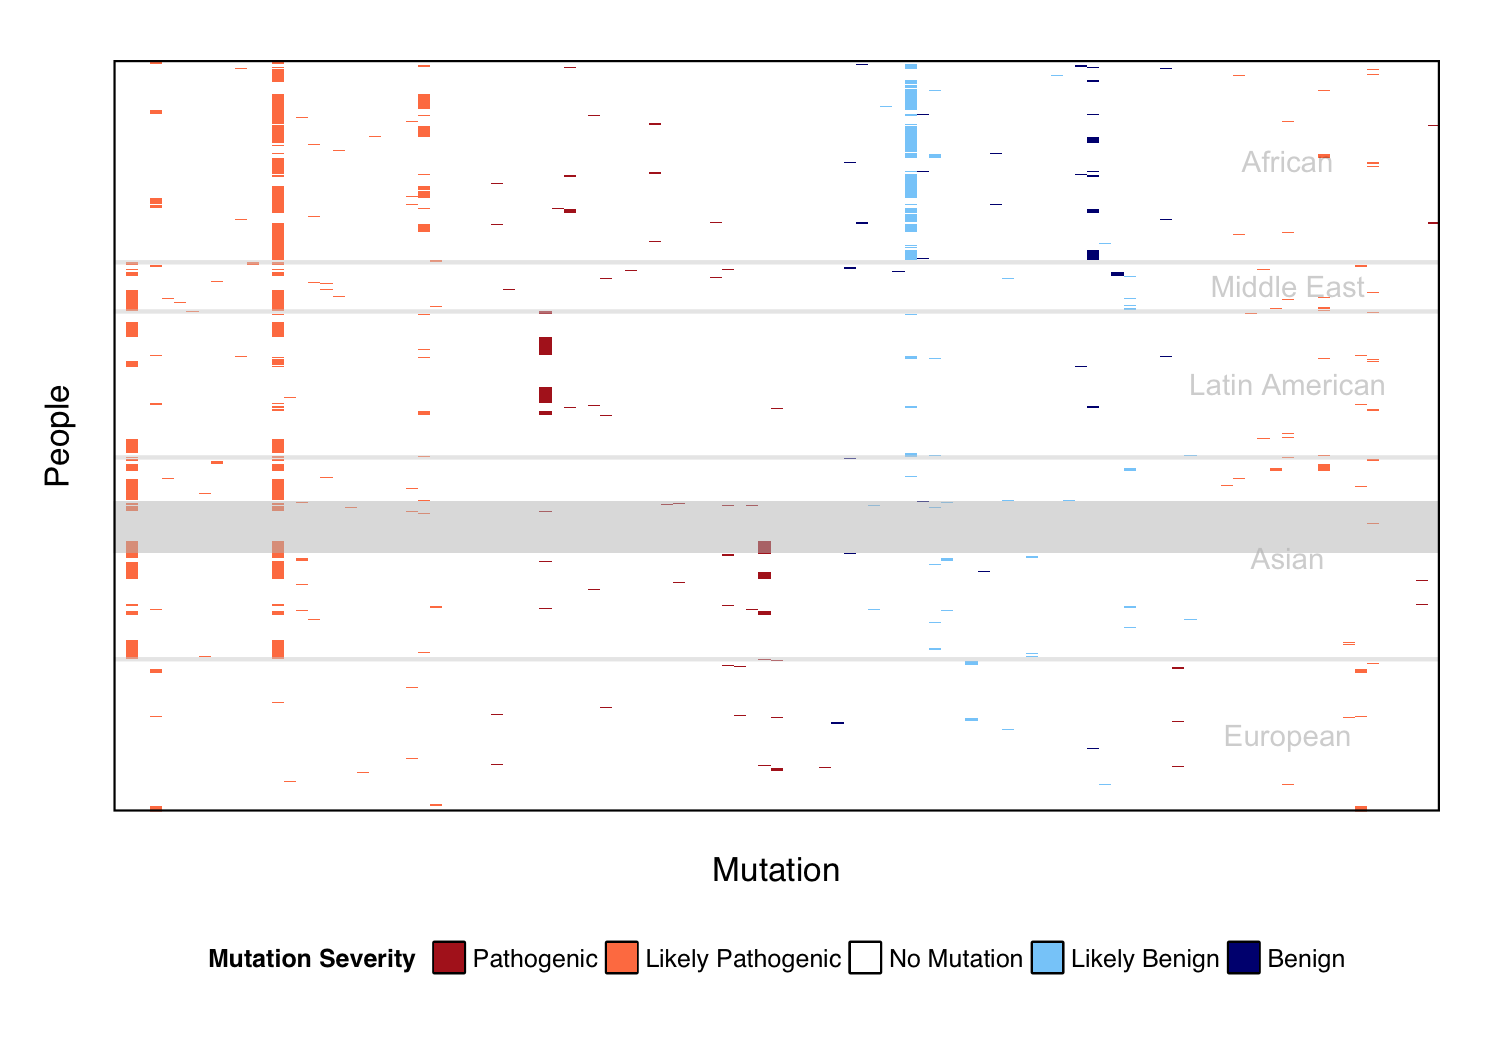 African
Middle East
Latin American
Asian
European
People
Mutation
Mutation Severity Pathogenic Likely Pathogenic No Mutation Likely Benign Benign